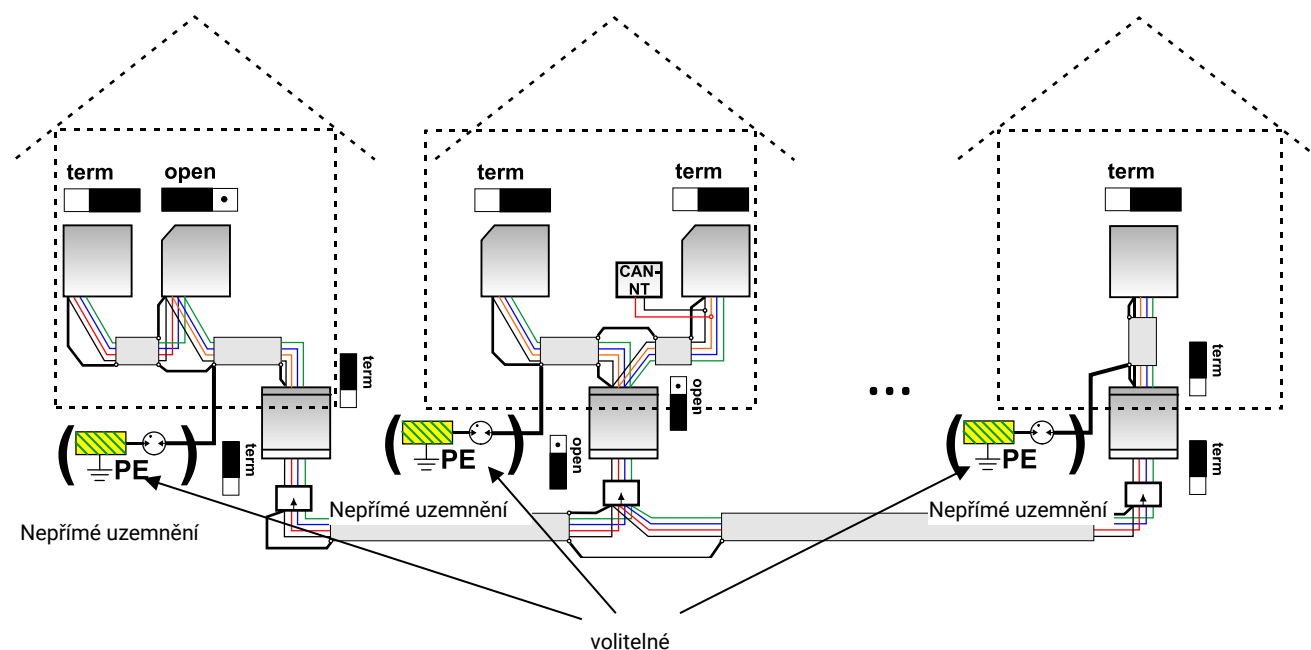 term
open
term
term
term
CAN-
NT
term
open
term
...
PE
term
open
PE
PE
term
Nepřímé uzemnění
Nepřímé uzemnění
Nepřímé uzemnění
volitelné